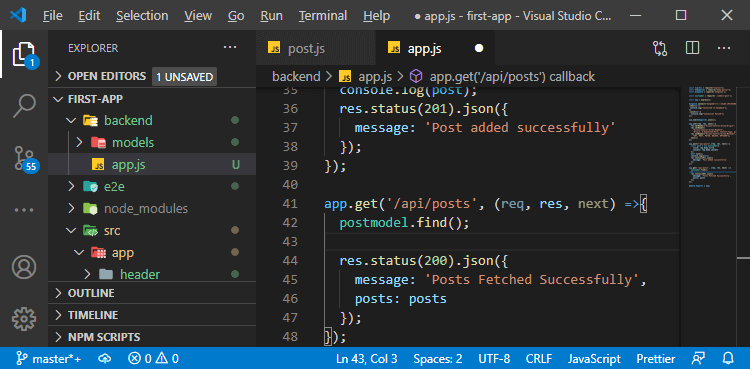 File Edit Selection View Go Run Terminal Help ● app.js - first-app - Visual Studio C...
EXPLORER
OPEN EDITORS 1 UNSAVED
FIRST-APP
backend
models
app.js U
e2e
node_modules
src
app
header
OUTLINE
TIMELINE
NPM SCRIPTS
1
55
JS post.js
JS app.js ●
backend > JS app.js > app.get('/api/posts') callback
35 console.log(post);
36 res.status(201).json({
37 message: 'Post added successfully'
38 });
39 });
40
41 app.get('/api/posts', (req, res, next) =>{
42 postmodel.find();
43
44 res.status(200).json({
45 message: 'Posts Fetched Successfully',
46 posts: posts
47 });
48 });
master*+ 0 0 Ln 43, Col 3 Spaces: 2 UTF-8 CRLF JavaScript Prettier